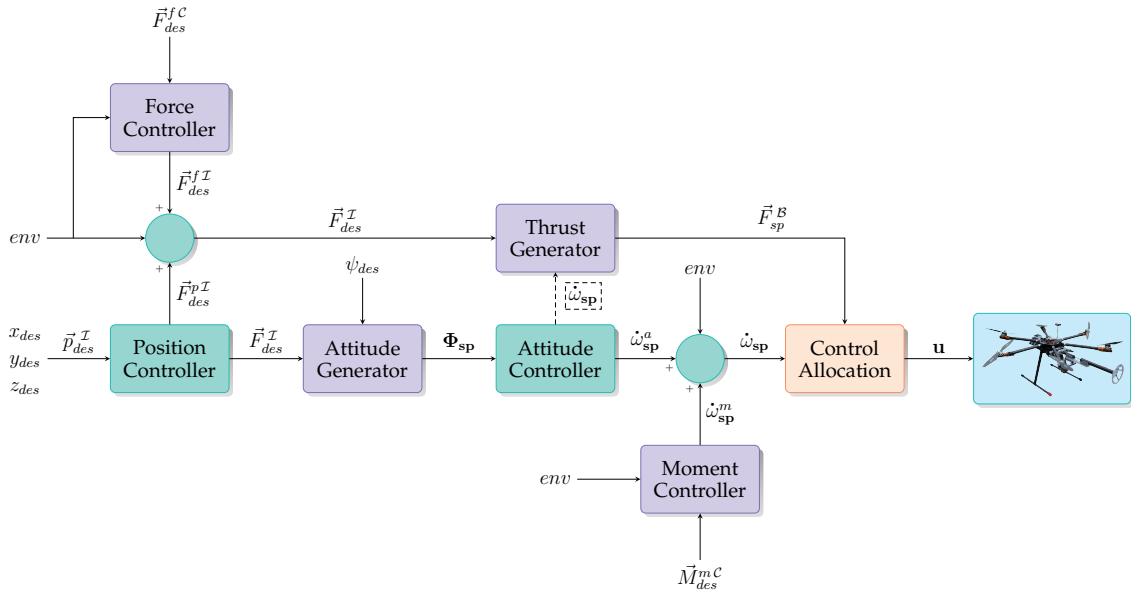 F⃗_des^{f C}
Force
Controller
F⃗_des^{f I}
+
env
F⃗_des^I
Thrust
Generator
F⃗_sp^B
+
F⃗_des^{p I}
ψ_des
ω̇_sp
env
x_des
y_des
z_des
p⃗_des^I
Position
Controller
F⃗_des^I
Attitude
Generator
Φ_sp
Attitude
Controller
ω̇_sp^a
+
+
ω̇_sp
Control
Allocation
u
ω̇_sp^m
env
Moment
Controller
M⃗_des^{m C}